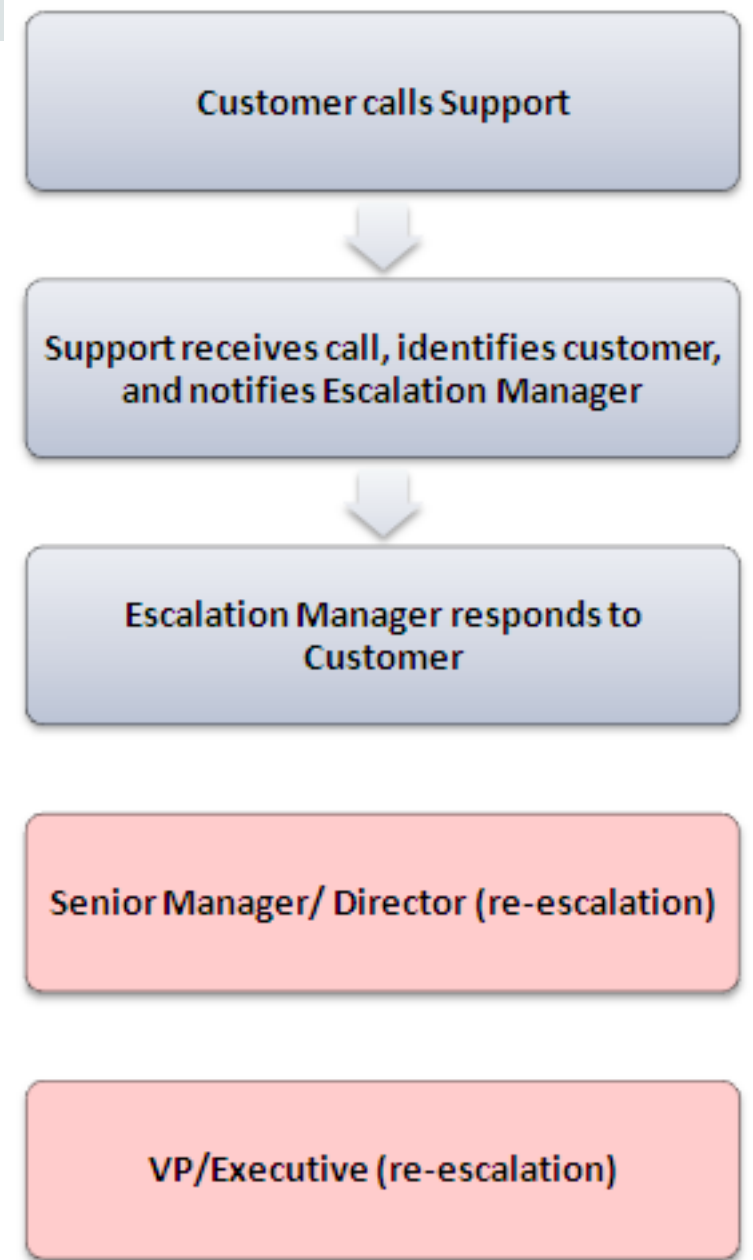 Customer calls Support
Support receives call, identifies customer,
and notifies Escalation Manager
Escalation Manager responds to
Customer
Senior Manager/ Director (re-escalation)
VP/Executive (re-escalation)